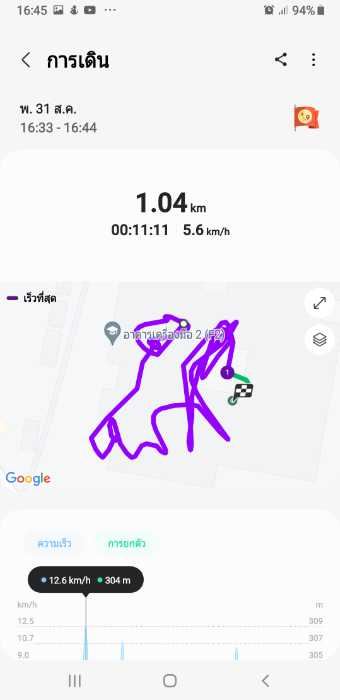 16:45 94%
การเดิน
พ. 31 ส.ค.
16:33 - 16:44
1.04 km
00:11:11 5.6 km/h
เร็วที่สุด
อาคารเครื่องมือ 2 (F2)
1
Google
ความเร็ว การยกตัว
12.6 km/h 304 m
km/h m
12.5 309
10.7 307
9.0 305